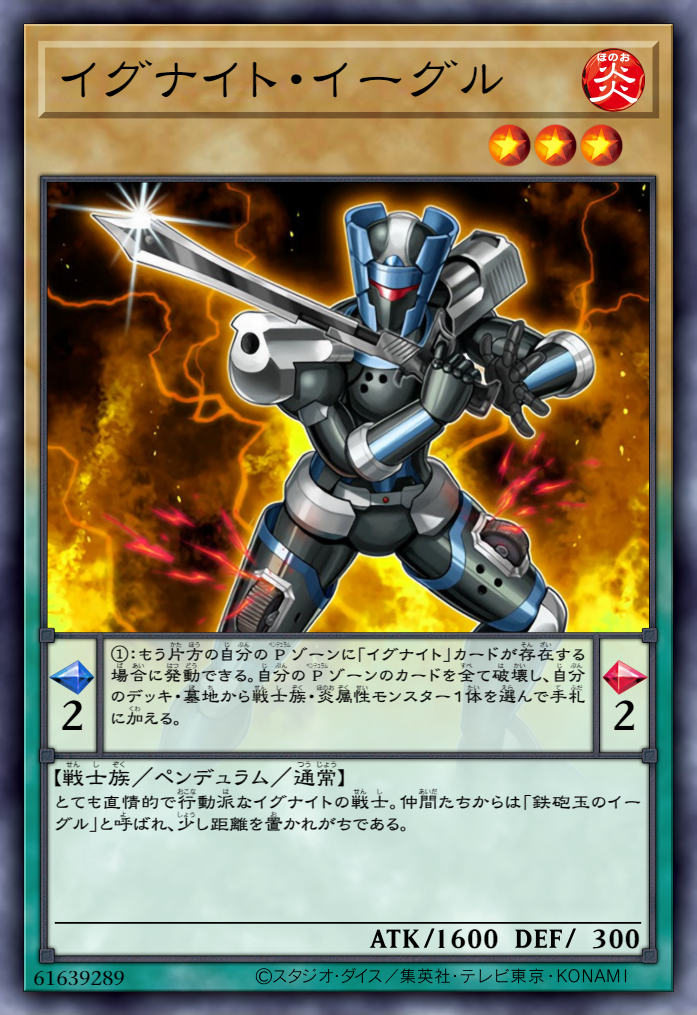 イグナイト・イーグル
ほのお
炎
①:もう片方の自分のPゾーンに「イグナイト」カードが存在する
場合に発動できる。自分のPゾーンのカードを全て破壊し、自分
のデッキ・墓地から戦士族・炎属性モンスター1体を選んで手札
に加える。
2
2
【戦士族／ペンデュラム／通常】
とても直情的で行動派なイグナイトの戦士。仲間たちからは「鉄砲玉のイー
グル」と呼ばれ、少し距離を置かれがちである。
ATK/1600 DEF/ 300
61639289
©スタジオ・ダイス／集英社・テレビ東京・KONAMI